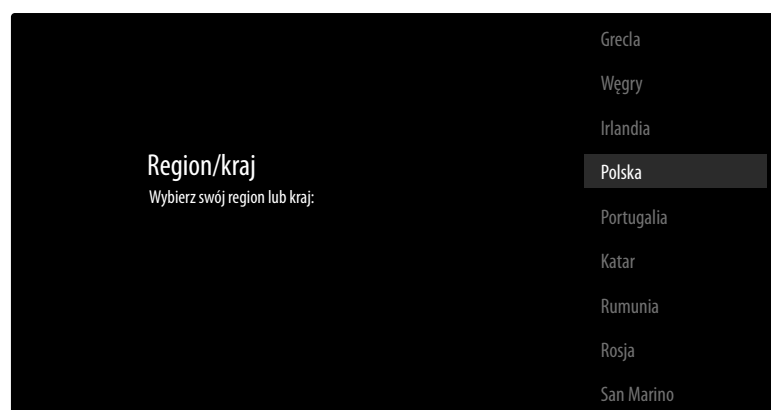 Region/kraj
Wybierz swój region lub kraj:
Grecla
Węgry
Irlandia
Polska
Portugalia
Katar
Rumunia
Rosja
San Marino